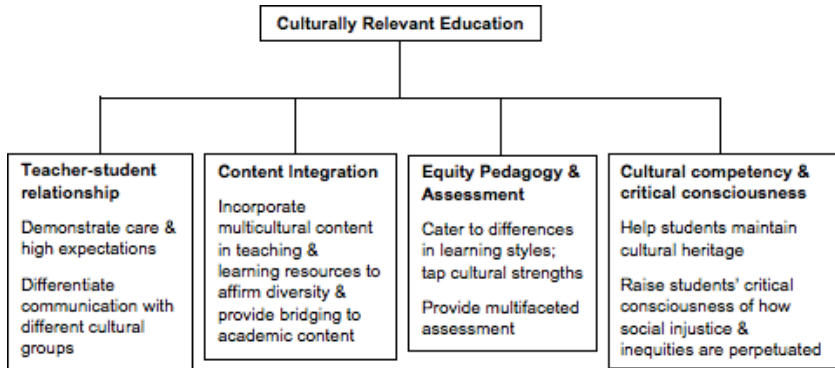 Culturally Relevant Education
Teacher-student
relationship
Demonstrate care &
high expectations
Differentiate
communication with
different cultural
groups
Content Integration
Incorporate
multicultural content
in teaching &
learning resources to
affirm diversity &
provide bridging to
academic content
Equity Pedagogy &
Assessment
Cater to differences
in learning styles;
tap cultural strengths
Provide multifaceted
assessment
Cultural competency &
critical consciousness
Help students maintain
cultural heritage
Raise students' critical
consciousness of how
social injustice &
inequities are perpetuated